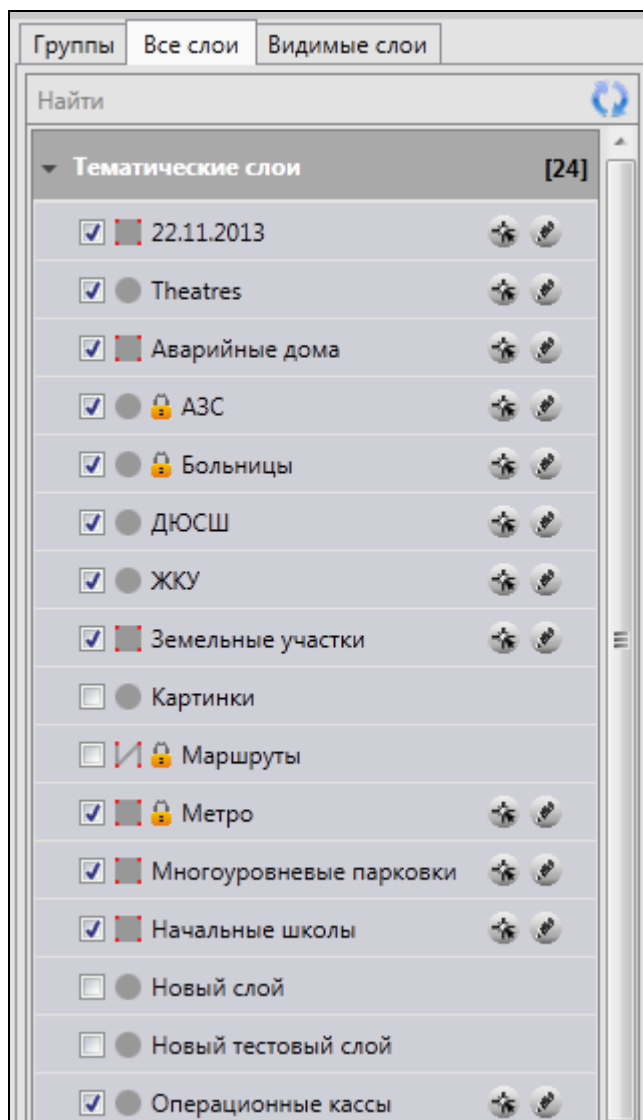 Группы Все слои Видимые слои
Найти
Тематические слои [24]
22.11.2013
Theatres
Аварийные дома
АЗС
Больницы
ДЮСШ
ЖКУ
Земельные участки
Картинки
Маршруты
Метро
Многоуровневые парковки
Начальные школы
Новый слой
Новый тестовый слой
Операционные кассы